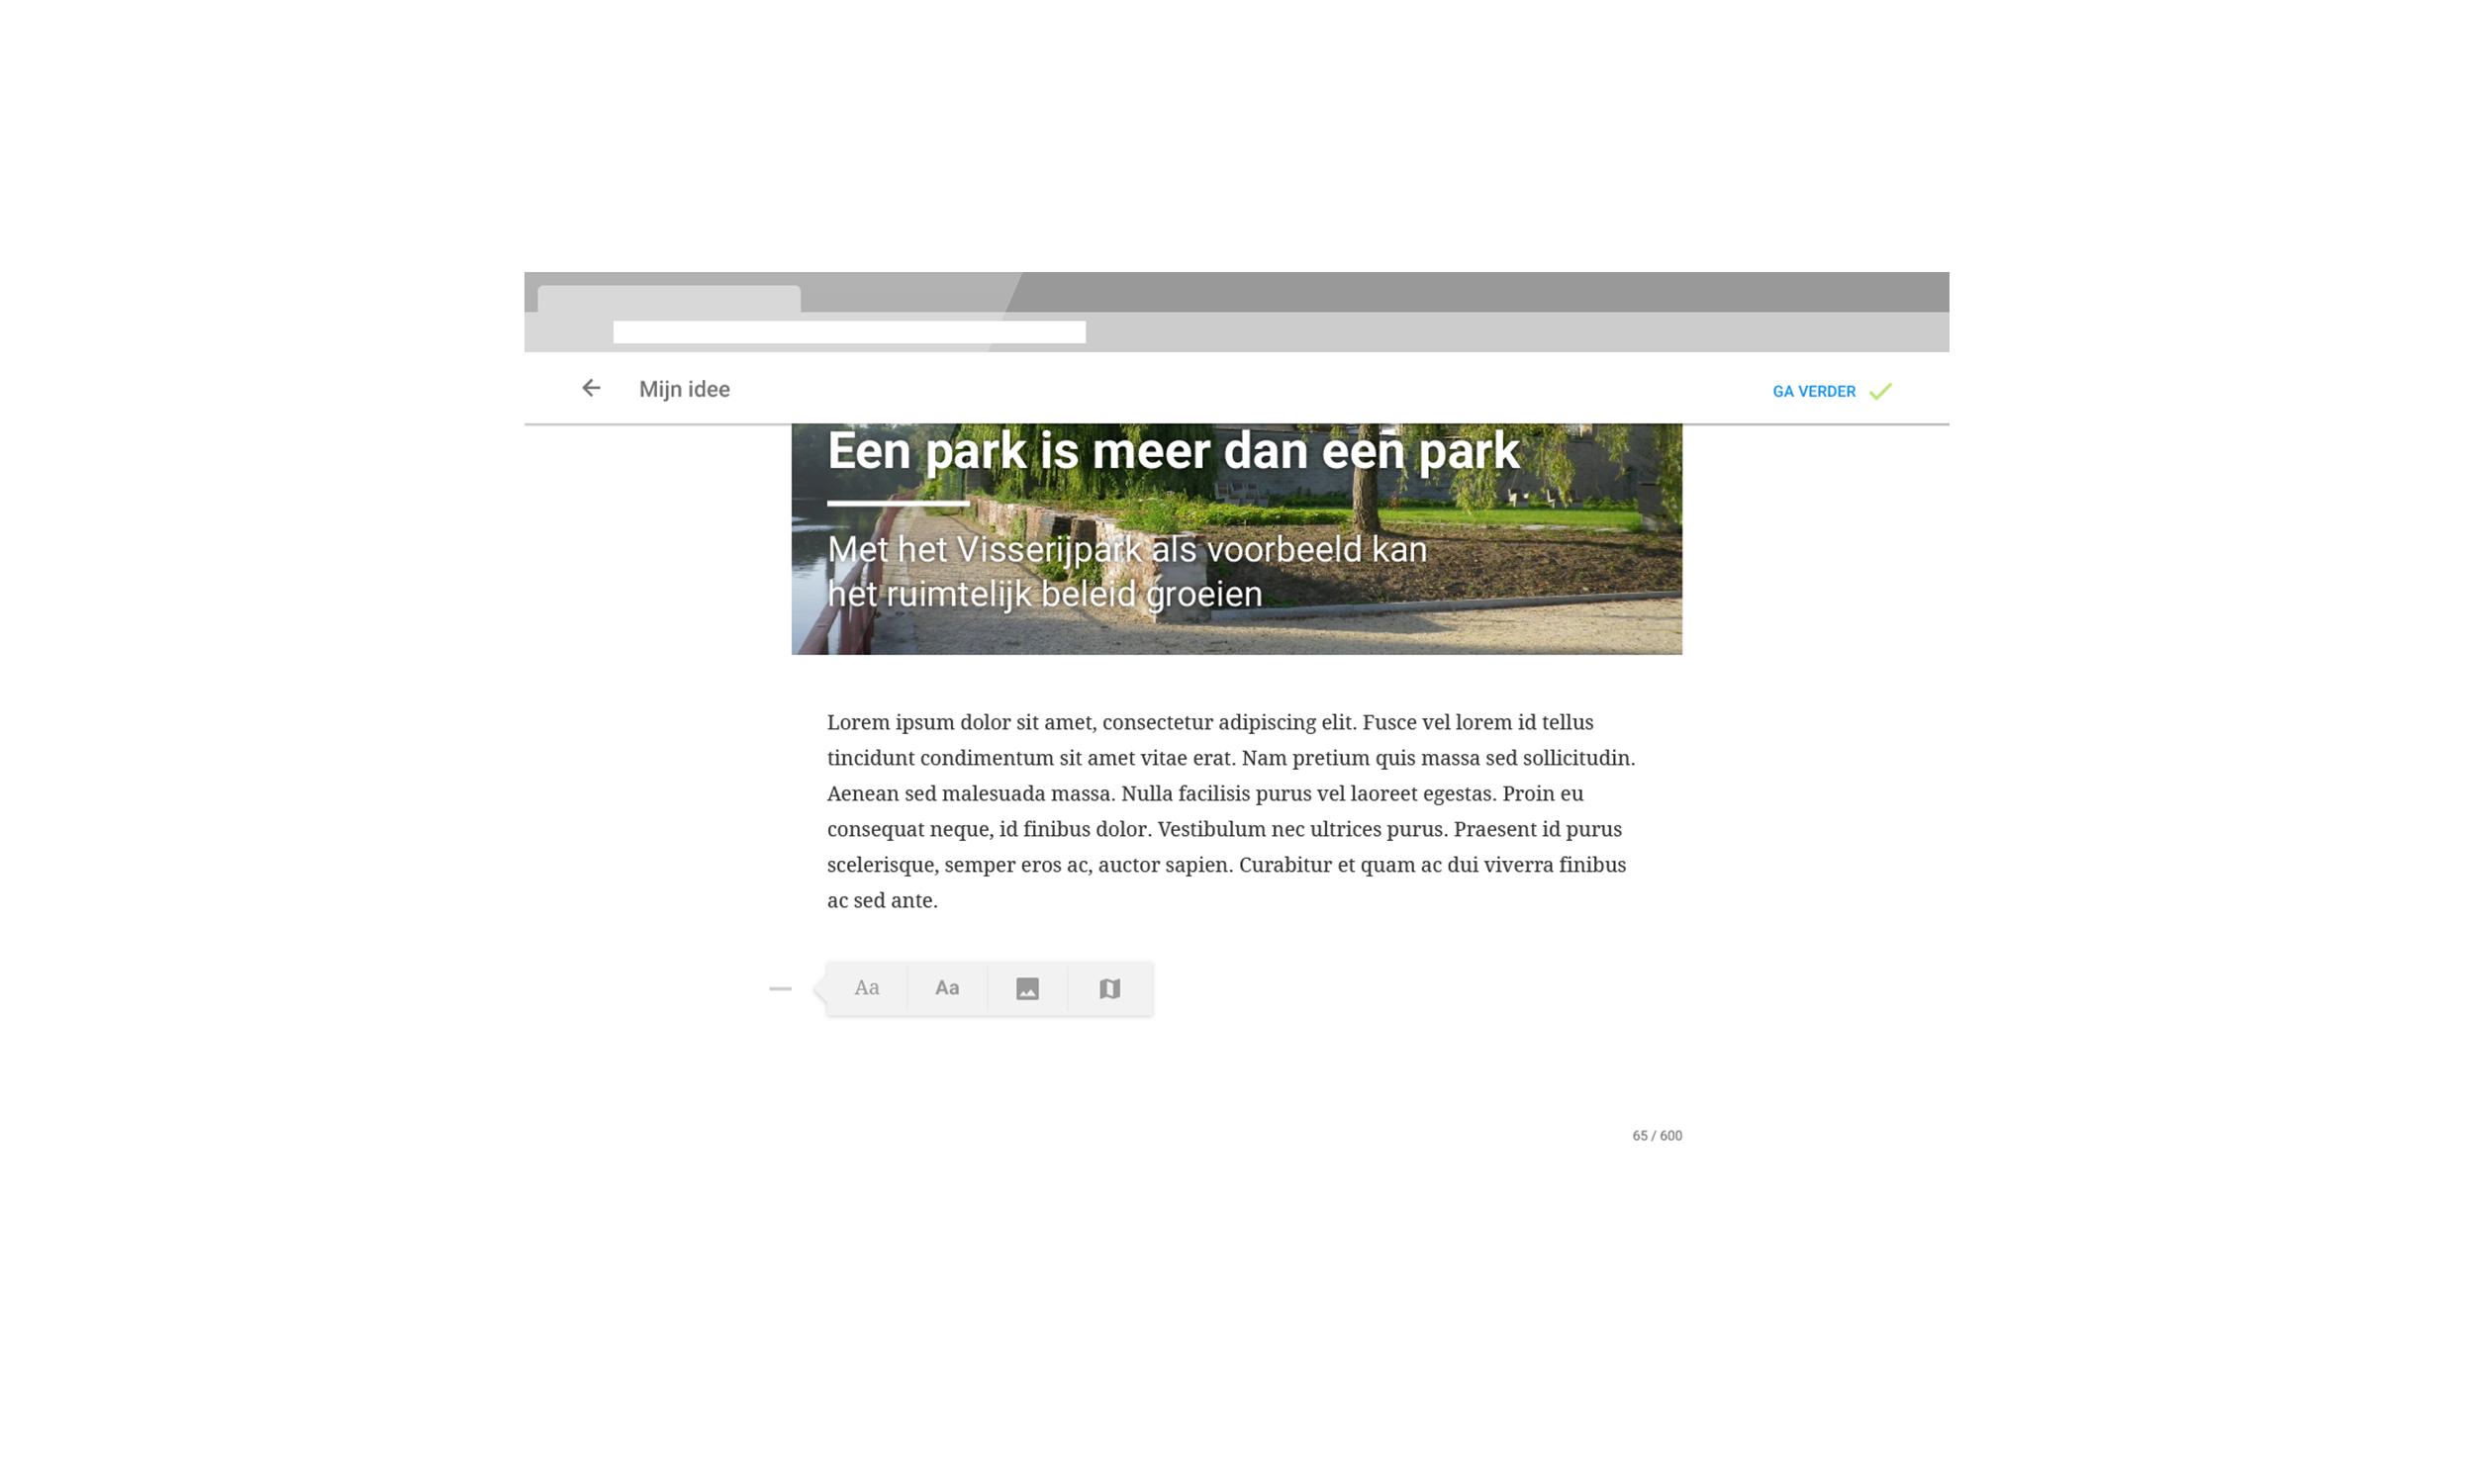 Mijn idee
GA VERDER
Een park is meer dan een park
Met het Visserijpark als voorbeeld kan
het ruimtelijk beleid groeien
Lorem ipsum dolor sit amet, consectetur adipiscing elit. Fusce vel lorem id tellus
tincidunt condimentum sit amet vitae erat. Nam pretium quis massa sed sollicitudin.
Aenean sed malesuada massa. Nulla facilisis purus vel laoreet egestas. Proin eu
consequat neque, id finibus dolor. Vestibulum nec ultrices purus. Praesent id purus
scelerisque, semper eros ac, auctor sapien. Curabitur et quam ac dui viverra finibus
ac sed ante.
Aa Aa
65 / 600